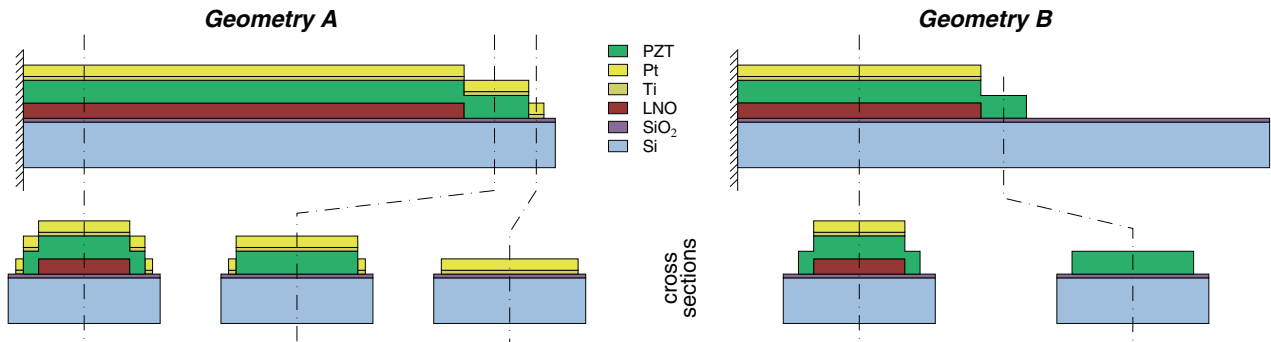 Geometry A
Geometry B
PZT
Pt
Ti
LNO
SiO₂
Si
cross
sections